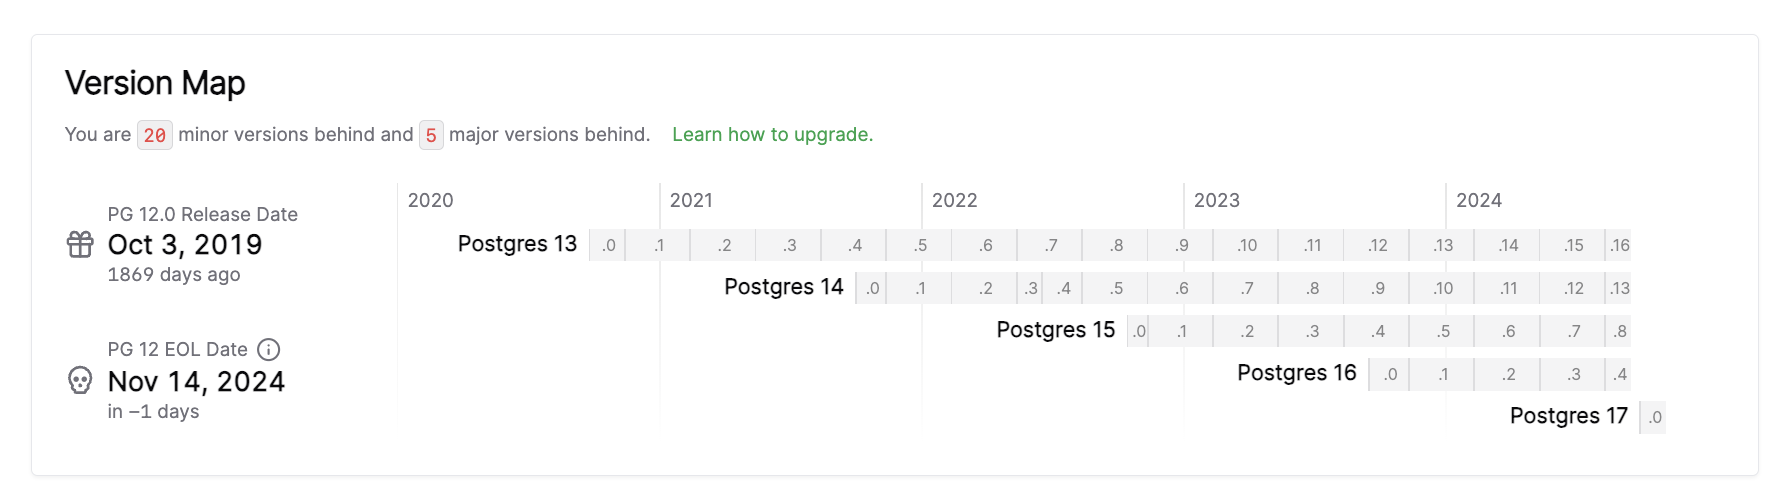 Version Map
You are 20 minor versions behind and 5 major versions behind. Learn how to upgrade.
PG 12.0 Release Date
Oct 3, 2019
1869 days ago
PG 12 EOL Date
Nov 14, 2024
in −1 days
2020 2021 2022 2023 2024
Postgres 13 .0 .1 .2 .3 .4 .5 .6 .7 .8 .9 .10 .11 .12 .13 .14 .15 .16
Postgres 14 .0 .1 .2 .3 .4 .5 .6 .7 .8 .9 .10 .11 .12 .13
Postgres 15 .0 .1 .2 .3 .4 .5 .6 .7 .8
Postgres 16 .0 .1 .2 .3 .4
Postgres 17 .0